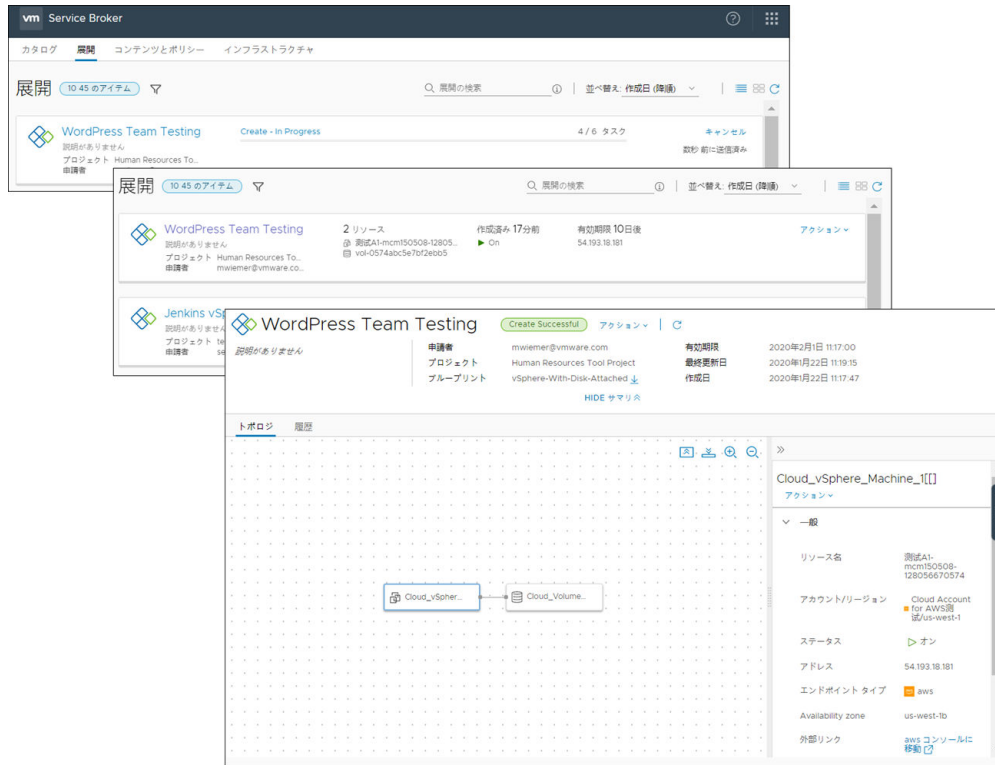 vm Service Broker
カタログ 展開 コンテンツとポリシー インフラストラクチャ
展開 10 45 のアイテム 展開の検索 並べ替え: 作成日 (降順)
WordPress Team Testing Create - In Progress 4 / 6 タスク キャンセル
説明がありません 数秒 前に送信済み
プロジェクト Human Resources To...
申請者
展開 10 45 のアイテム 展開の検索 並べ替え: 作成日 (降順)
WordPress Team Testing 2 リソース 作成済み 17分前 有効期限 10日後 アクション
説明がありません 测试A1-mcm150508-12805... On 54.193.18.181
プロジェクト Human Resources To... vol-0574abc5e7bf2ebb5
申請者 mwiemer@vmware.co...
Jenkins vSp
説明がありませ
プロジェクト te
申請者 se
WordPress Team Testing Create Successful アクション
説明がありません
申請者 mwiemer@vmware.com 有効期限 2020年2月1日 11:17:00
プロジェクト Human Resources Tool Project 最終更新日 2020年1月22日 11:19:15
ブループリント vSphere-With-Disk-Attached 作成日 2020年1月22日 11:17:47
HIDE サマリ
トポロジ 履歴
Cloud_vSpher... Cloud_Volume...
Cloud_vSphere_Machine_1[[]
アクション
一般
リソース名 测试A1-
mcm150508-
128056670574
アカウント/リージョン Cloud Account
for AWS测
试/us-west-1
ステータス オン
アドレス 54.193.18.181
エンドポイント タイプ aws
Availability zone us-west-1b
外部リンク aws コンソールに
移動